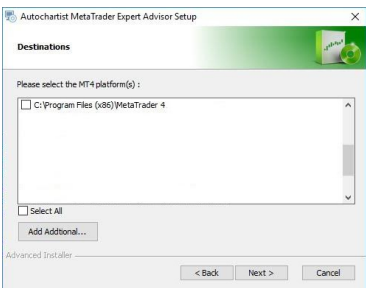 Autochartist MetaTrader Expert Advisor Setup
Destinations
Please select the MT4 platform(s) :
C:\Program Files (x86)\MetaTrader 4
Select All
Add Addtional...
Advanced Installer
< Back Next > Cancel